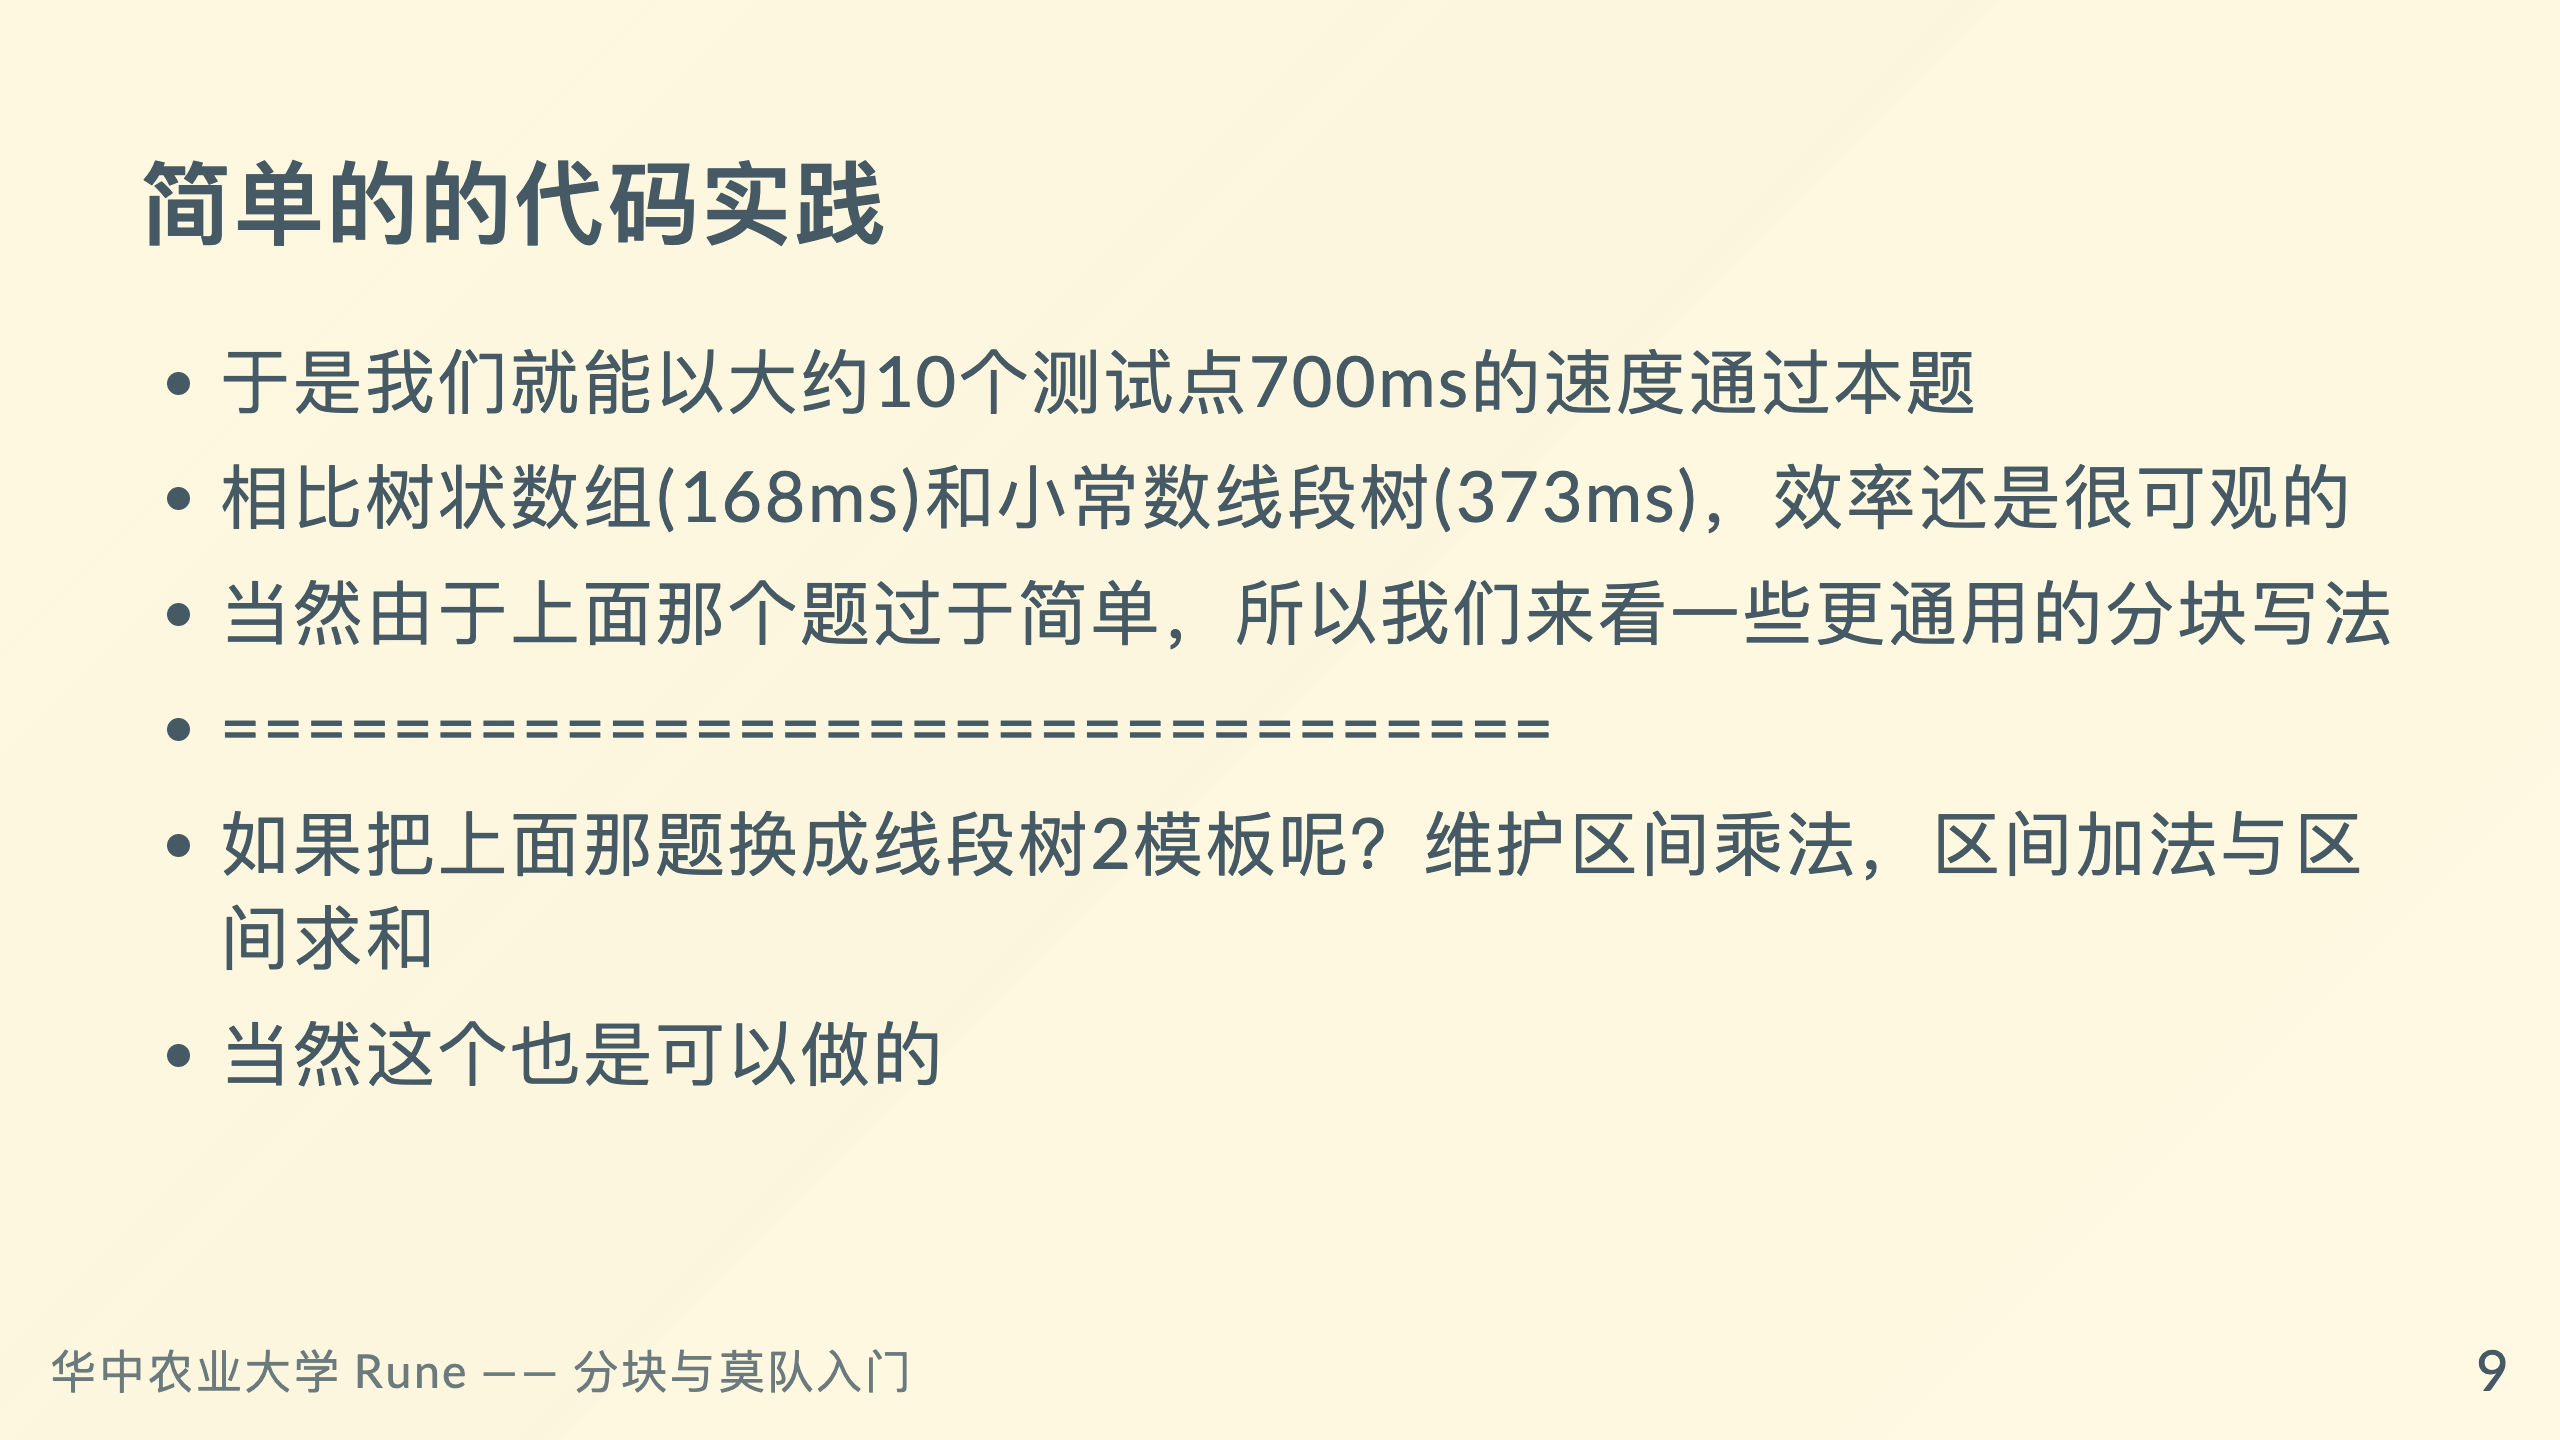 简单的的代码实践
• 于是我们就能以大约10个测试点700ms的速度通过本题
• 相比树状数组(168ms)和小常数线段树(373ms)，效率还是很可观的
• 当然由于上面那个题过于简单，所以我们来看一些更通用的分块写法
• ===============================
• 如果把上面那题换成线段树2模板呢？维护区间乘法，区间加法与区
间求和
• 当然这个也是可以做的
华中农业大学 Rune —— 分块与莫队入门
9